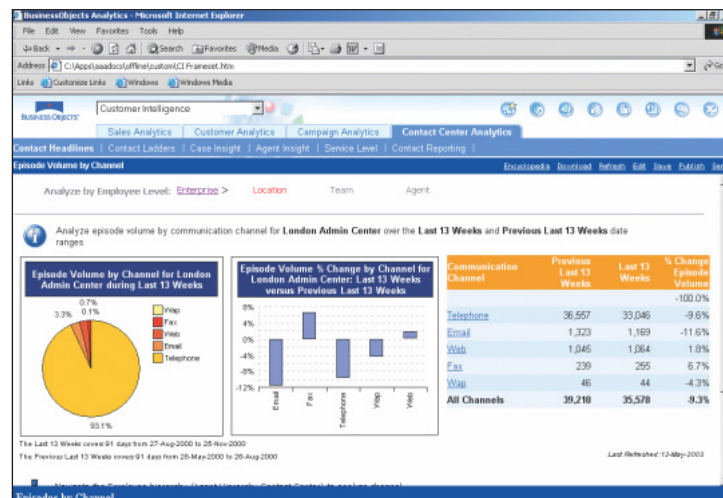 BusinessObjects Analytics - Microsoft Internet Explorer
File Edit View Favorites Tools Help
Back Search Favorites Media
Address C:\Apps\aaadocs\offline\custom\CI Frameset.htm Go
Links Customize Links Windows Windows Media
BUSINESS OBJECTS Customer Intelligence
Sales Analytics Customer Analytics Campaign Analytics Contact Center Analytics
Contact Headlines | Contact Ladders | Case Insight | Agent Insight | Service Level | Contact Reporting |
Episode Volume by Channel Encyclopedia Download Refresh Edit Save Publish
Analyze by Employee Level: Enterprise > Location Team Agent
Analyze episode volume by communication channel for London Admin Center over the Last 13 Weeks and Previous Last 13 Weeks date
ranges
Episode Volume by Channel for London
Admin Center during Last 13 Weeks
0.7%
3.3% 0.1%
Wap
Fax
Web
Email
Telephone
93.1%
Episode Volume % Change by Channel for
London Admin Center: Last 13 Weeks
versus Previous Last 13 Weeks
8%
4%
0%
-4%
-8%
-12%
Email Fax Telephone Wap Web
Communication Channel Previous Last 13 Weeks Last 13 Weeks % Change Episode Volume
-100.0%
Telephone 36,557 33,046 -9.6%
Email 1,323 1,169 -11.6%
Web 1,045 1,064 1.8%
Fax 239 255 6.7%
Wap 46 44 -4.3%
All Channels 39,210 35,578 -9.3%
The Last 13 Weeks covers 91 days from 27-Aug-2000 to 25-Nov-2000
The Previous Last 13 Weeks covers 91 days from 28-May-2000 to 26-Aug-2000
Last Refreshed :12-May-2003
Episodes by Channel